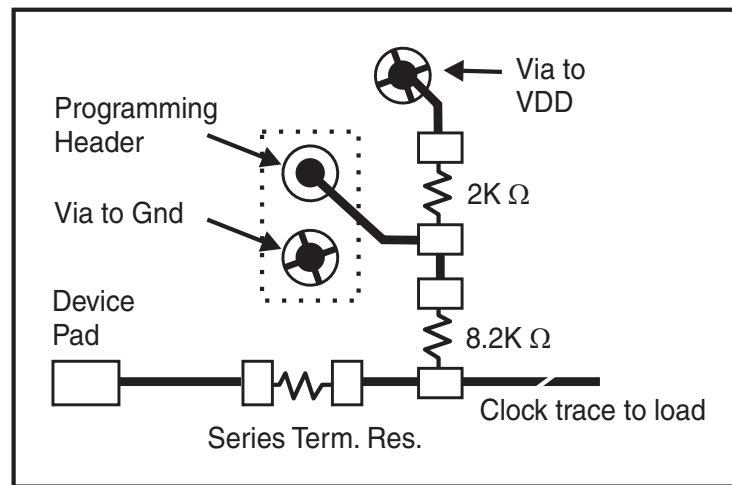 Programming
Header
Via to Gnd
Device
Pad
Via to
VDD
2K Ω
8.2K Ω
Clock trace to load
Series Term. Res.